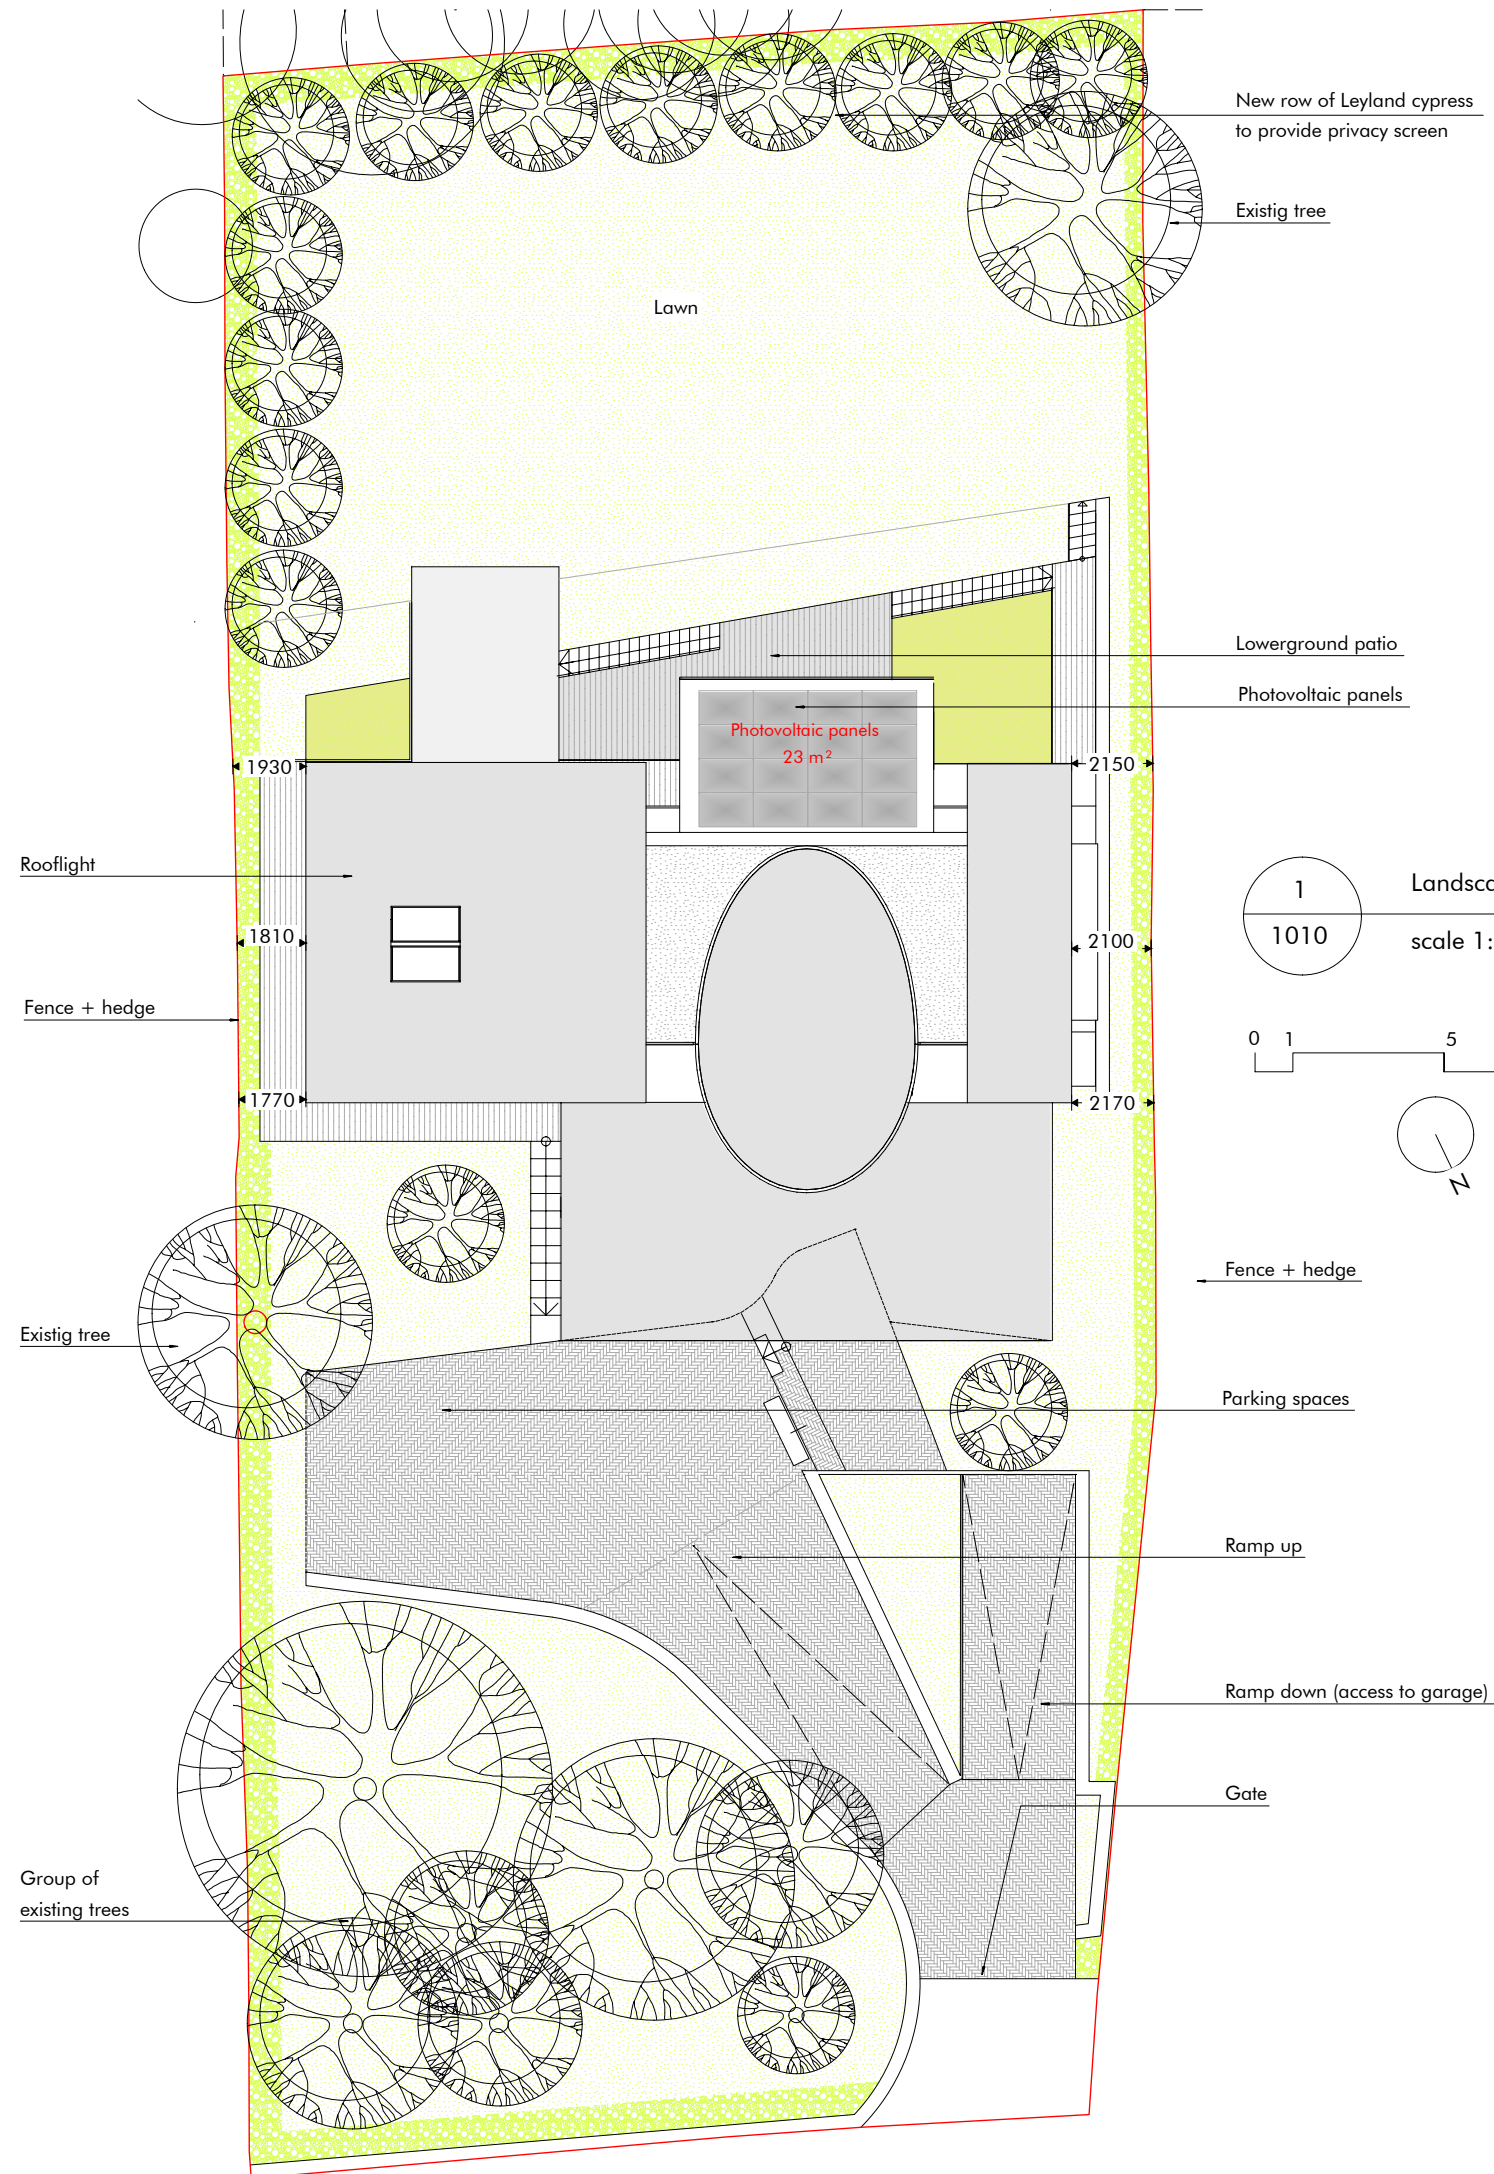 New row of Leyland cypress
to provide privacy screen
Existig tree
Lawn
Lowerground patio
Photovoltaic panels
Photovoltaic panels
23 m²
1930
2150
Rooflight
1
Landsca
1010
scale 1:
1810
2100
Fence + hedge
0 1 5
1770
2170
N
Fence + hedge
Existig tree
Parking spaces
Ramp up
Ramp down (access to garage)
Gate
Group of
existing trees